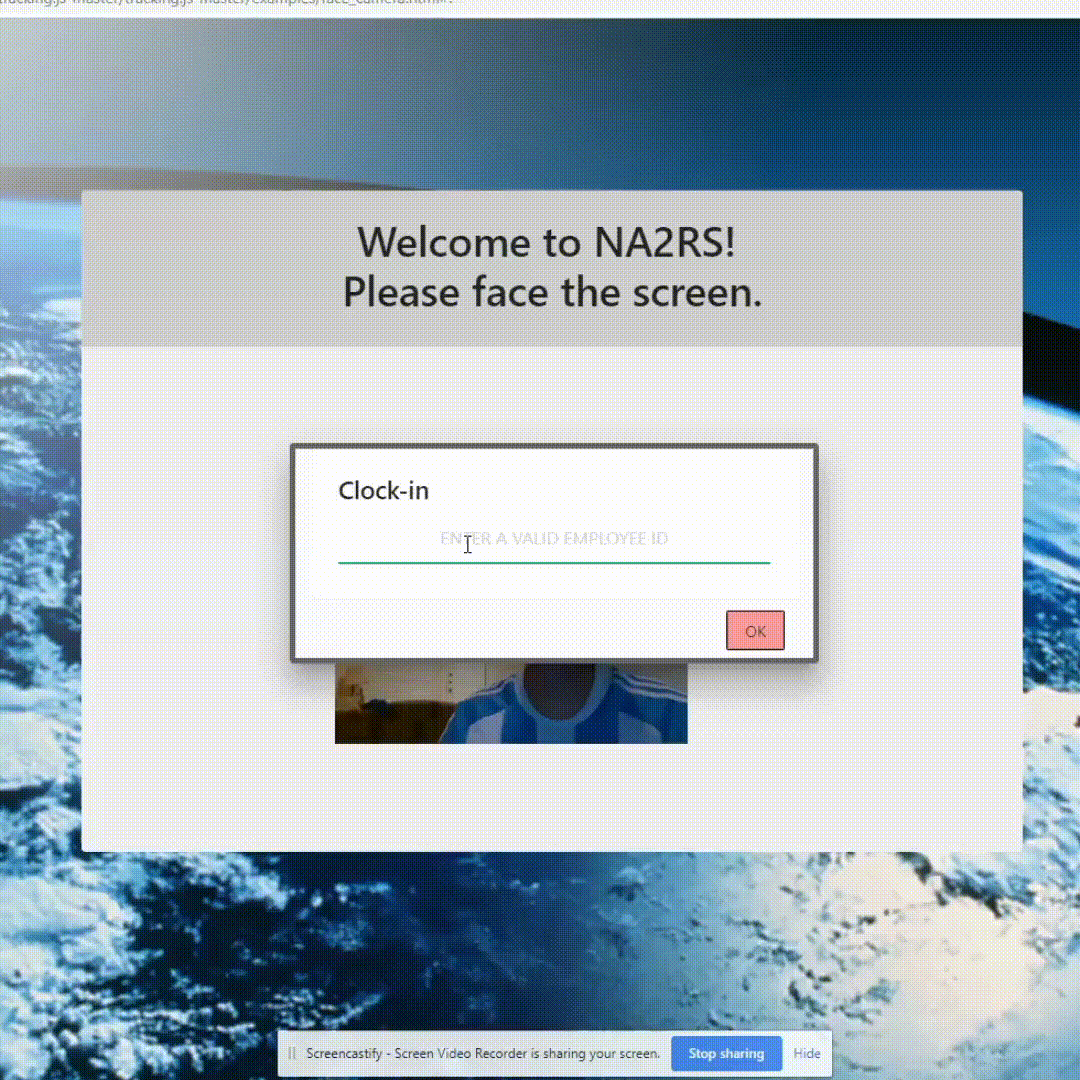 tracking.js-master/tracking.js-master/examples/face_camera.html
Welcome to NA2RS!
Please face the screen.
Clock-in
ENTER A VALID EMPLOYEE ID
OK
Screencastify - Screen Video Recorder is sharing your screen.
Stop sharing
Hide